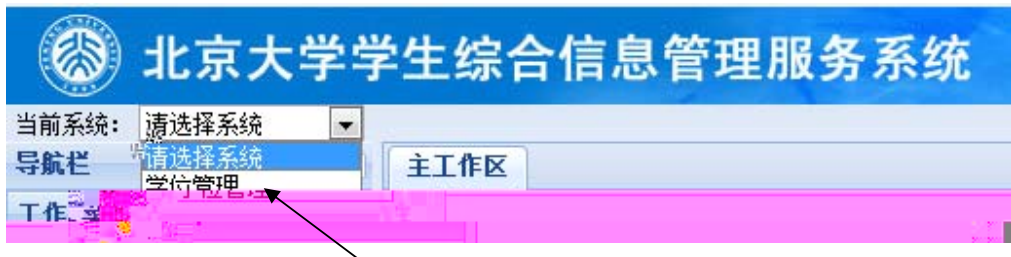 北京大学学生综合信息管理服务系统
当前系统： 请选择系统
导航栏 请选择系统 主工作区
学位管理
工作